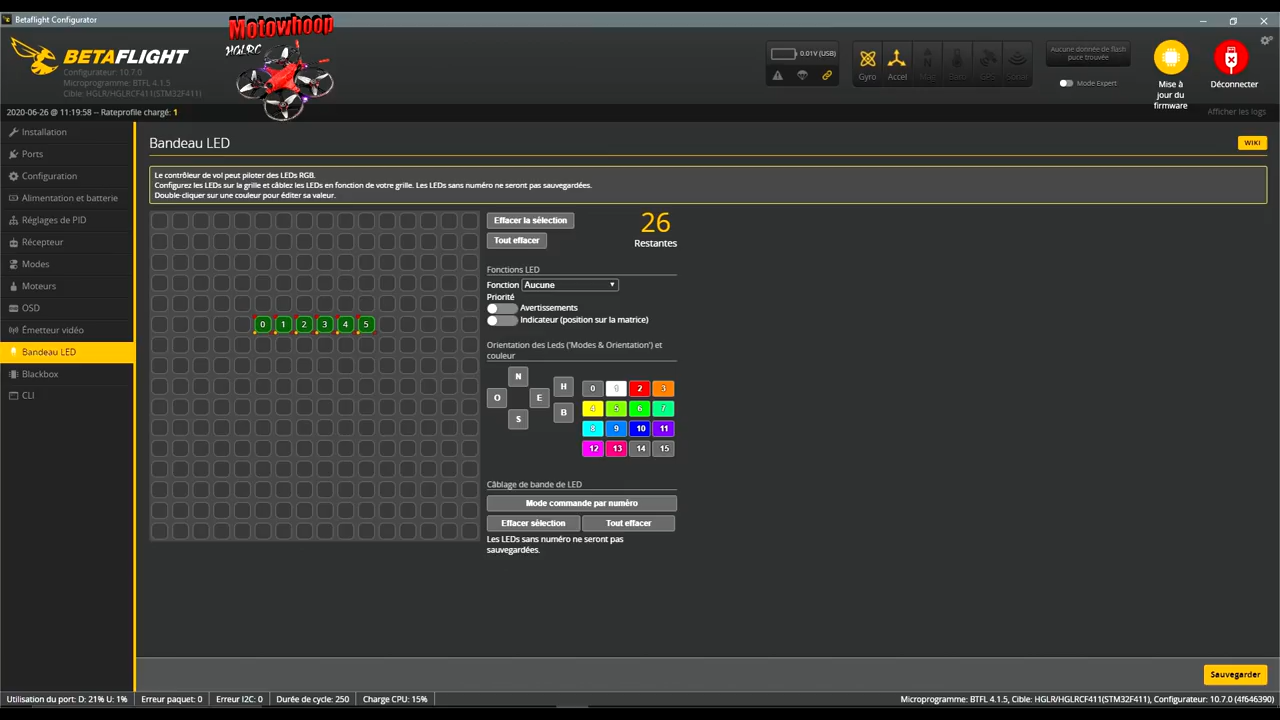 Betaflight Configurator
Motowhoop
HGLRC
BETAFLIGHT
Configurateur: 10.7.0
Microprogramme: BTFL 4.1.5
Cible: HGLR/HGLRCF411(STM32F411)
0.01V (USB)
Gyro
Accel
Mag
Baro
GPS
Sonar
Aucune donnée de flash
puce trouvée
Mode Expert
Mise à
jour du
firmware
Déconnecter
2020-06-26 @ 11:19:58 -- Rateprofile chargé: 1
Afficher les logs
Installation
Ports
Configuration
Alimentation et batterie
Réglages de PID
Récepteur
Modes
Moteurs
OSD
Émetteur vidéo
Bandeau LED
Blackbox
CLI
Bandeau LED
WIKI
Le contrôleur de vol peut piloter des LEDs RGB.
Configurez les LEDs sur la grille et câblez les LEDs en fonction de votre grille. Les LEDs sans numéro ne seront pas sauvegardées.
Double-cliquer sur une couleur pour éditer sa valeur.
0 1 2 3 4 5
Effacer la sélection
Tout effacer
26
Restantes
Fonctions LED
Fonction Aucune
Priorité
Avertissements
Indicateur (position sur la matrice)
Orientation des Leds ('Modes & Orientation') et
couleur
N
O E
S
H
B
0 1 2 3
4 5 6 7
8 9 10 11
12 13 14 15
Câblage de bande de LED
Mode commande par numéro
Effacer sélection Tout effacer
Les LEDs sans numéro ne seront pas
sauvegardées.
Sauvegarder
Utilisation du port: D: 21% U: 1% Erreur paquet: 0 Erreur I2C: 0 Durée de cycle: 250 Charge CPU: 15% Microprogramme: BTFL 4.1.5, Cible: HGLR/HGLRCF411(STM32F411), Configurateur: 10.7.0 (4f646390)